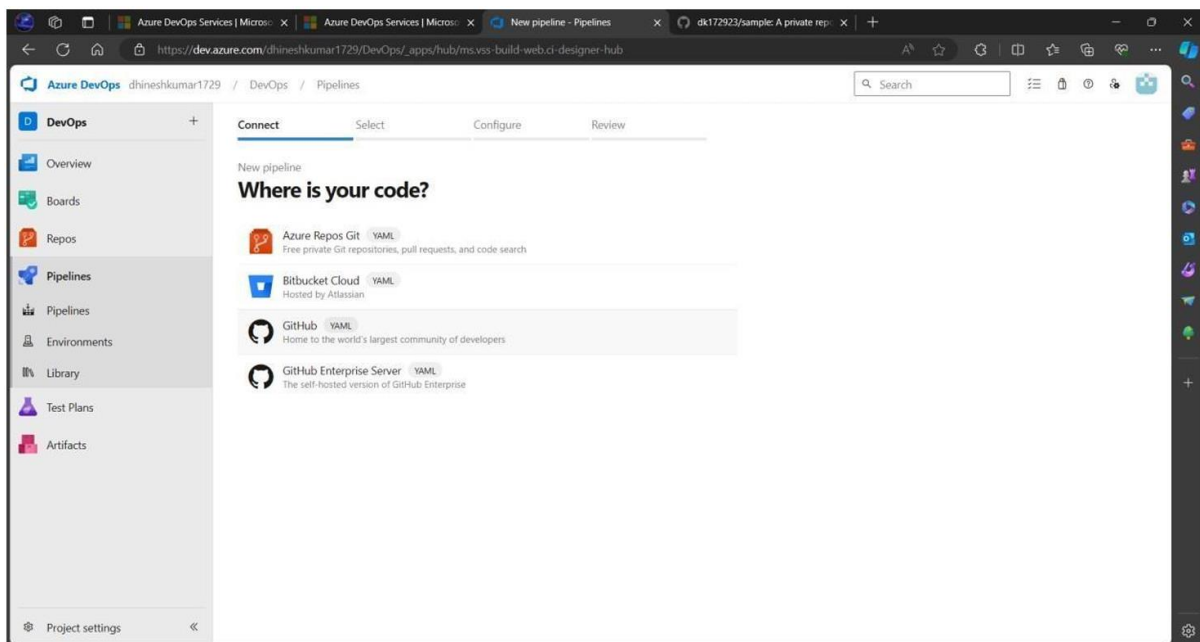 Azure DevOps Services | Microso
Azure DevOps Services | Microso
New pipeline - Pipelines
dk172923/sample: A private repo
https://dev.azure.com/dhineshkumar1729/DevOps/_apps/hub/ms.vss-build-web.ci-designer-hub
Azure DevOps dhineshkumar1729 / DevOps / Pipelines
Search
D DevOps
Overview
Boards
Repos
Pipelines
Pipelines
Environments
Library
Test Plans
Artifacts
Project settings
Connect Select Configure Review
New pipeline
Where is your code?
Azure Repos Git YAML
Free private Git repositories, pull requests, and code search
Bitbucket Cloud YAML
Hosted by Atlassian
GitHub YAML
Home to the world's largest community of developers
GitHub Enterprise Server YAML
The self-hosted version of GitHub Enterprise